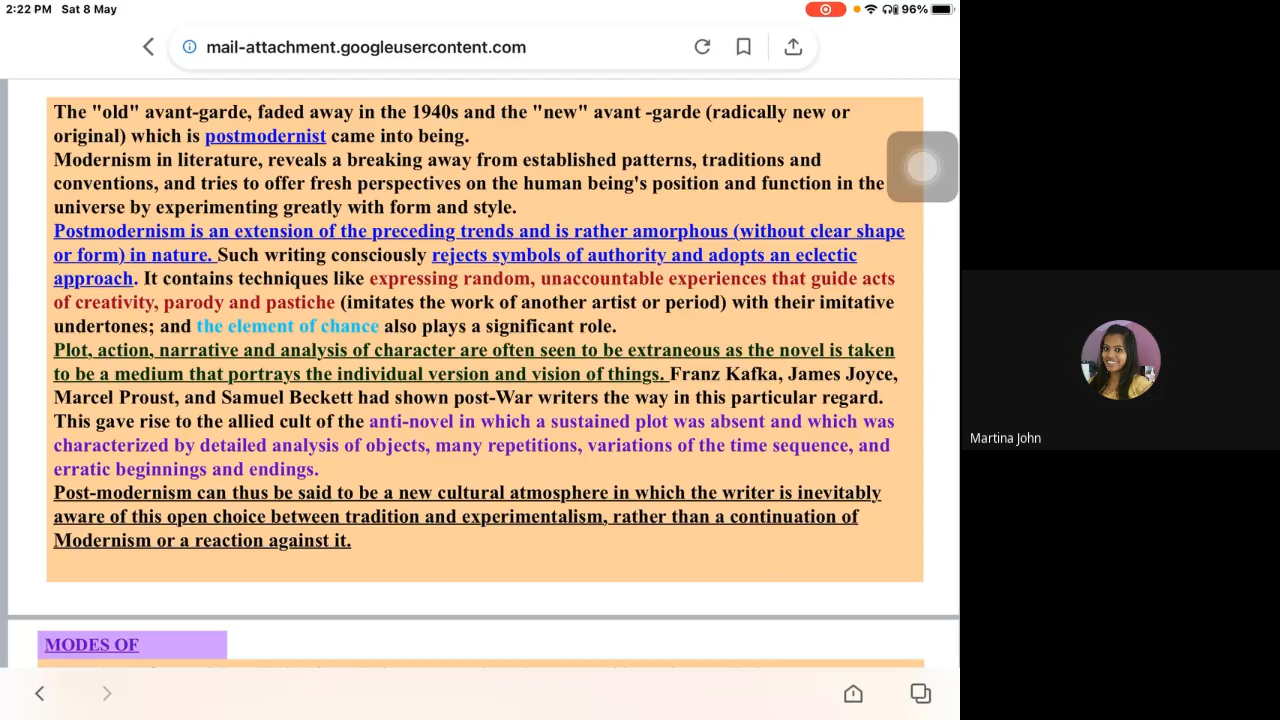 2:22 PM Sat 8 May
96%
mail-attachment.googleusercontent.com
The "old" avant-garde, faded away in the 1940s and the "new" avant -garde (radically new or
original) which is postmodernist came into being.
Modernism in literature, reveals a breaking away from established patterns, traditions and
conventions, and tries to offer fresh perspectives on the human being's position and function in the
universe by experimenting greatly with form and style.
Postmodernism is an extension of the preceding trends and is rather amorphous (without clear shape
or form) in nature. Such writing consciously rejects symbols of authority and adopts an eclectic
approach. It contains techniques like expressing random, unaccountable experiences that guide acts
of creativity, parody and pastiche (imitates the work of another artist or period) with their imitative
undertones; and the element of chance also plays a significant role.
Plot, action, narrative and analysis of character are often seen to be extraneous as the novel is taken
to be a medium that portrays the individual version and vision of things. Franz Kafka, James Joyce,
Marcel Proust, and Samuel Beckett had shown post-War writers the way in this particular regard.
This gave rise to the allied cult of the anti-novel in which a sustained plot was absent and which was
characterized by detailed analysis of objects, many repetitions, variations of the time sequence, and
erratic beginnings and endings.
Post-modernism can thus be said to be a new cultural atmosphere in which the writer is inevitably
aware of this open choice between tradition and experimentalism, rather than a continuation of
Modernism or a reaction against it.
MODES OF
Martina John